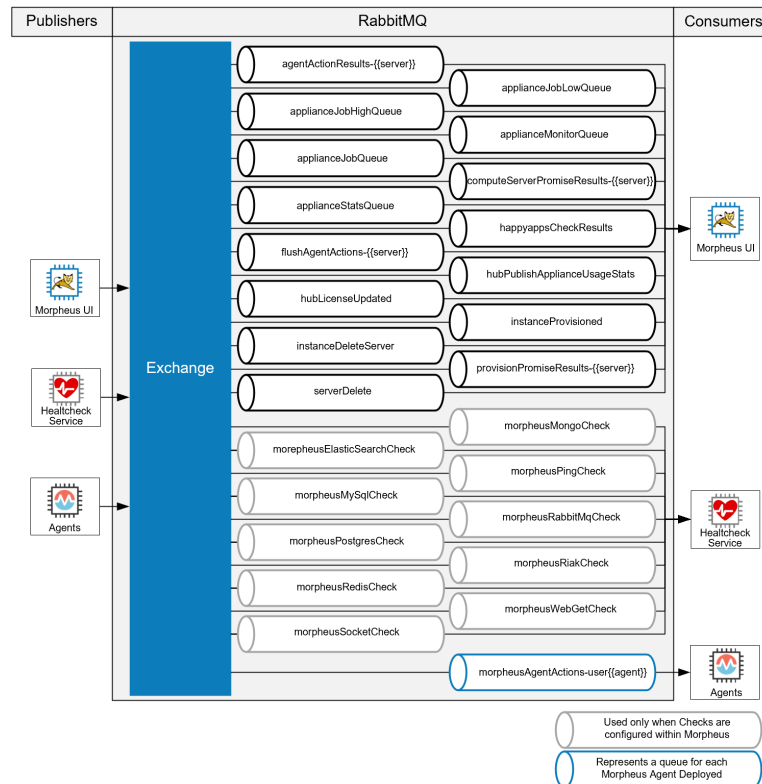 Publishers
RabbitMQ
Consumers
agentActionResults-{{server}}
applianceJobLowQueue
applianceJobHighQueue
applianceMonitorQueue
applianceJobQueue
computeServerPromiseResults-{{server}}
applianceStatsQueue
happyappsCheckResults
flushAgentActions-{{server}}
hubPublishApplianceUsageStats
hubLicenseUpdated
instanceProvisioned
instanceDeleteServer
provisionPromiseResults-{{server}}
serverDelete
Morpheus UI
Healtcheck
Service
Agents
Exchange
Morpheus UI
morpheusMongoCheck
morepheusElasticSearchCheck
morpheusPingCheck
morpheusMySqlCheck
morpheusRabbitMqCheck
morpheusPostgresCheck
morpheusRiakCheck
morpheusRedisCheck
morpheusWebGetCheck
morpheusSocketCheck
Healtcheck
Service
morpheusAgentActions-user{{agent}}
Agents
Used only when Checks are
configured within Morpheus
Represents a queue for each
Morpheus Agent Deployed